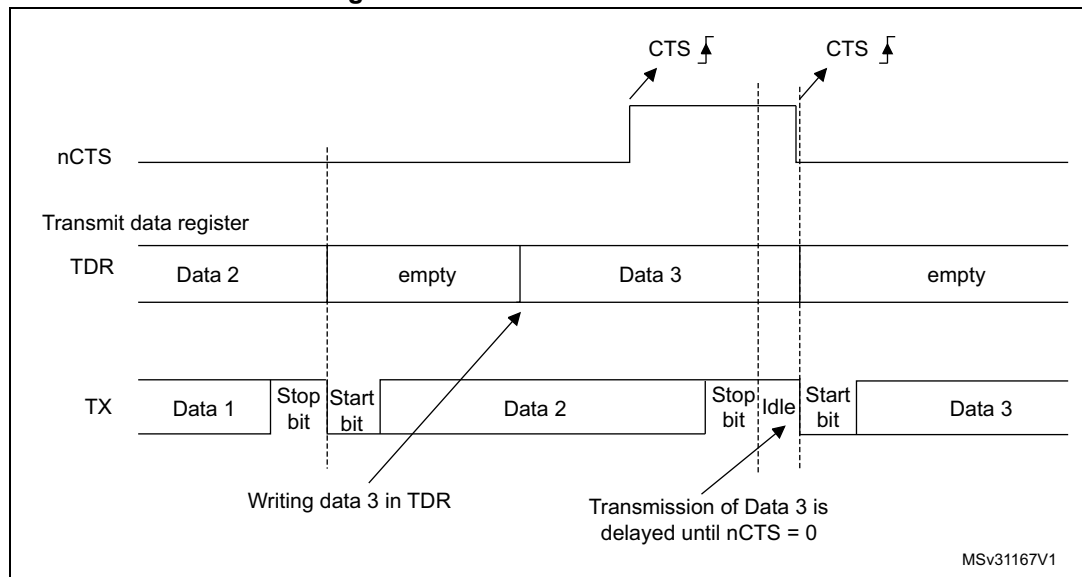 CTS CTS
nCTS
Transmit data register
TDR Data 2 empty Data 3 empty
TX Data 1 Stop bit Start bit Data 2 Stop bit Idle Start bit Data 3
Writing data 3 in TDR
Transmission of Data 3 is
delayed until nCTS = 0
MSv31167V1